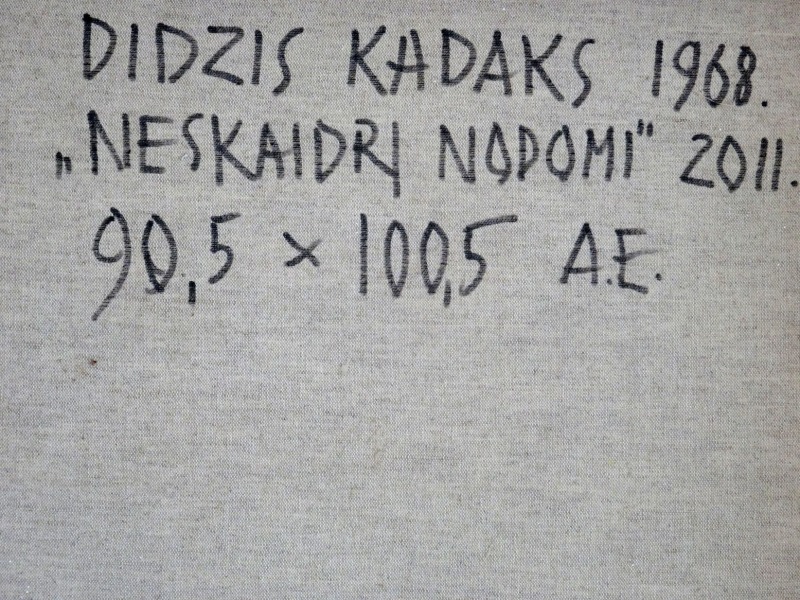 DIDZIS KADAKS 1968.
„NESKAIDRI NODOMI" 2011.
90,5 × 100,5 A.E.